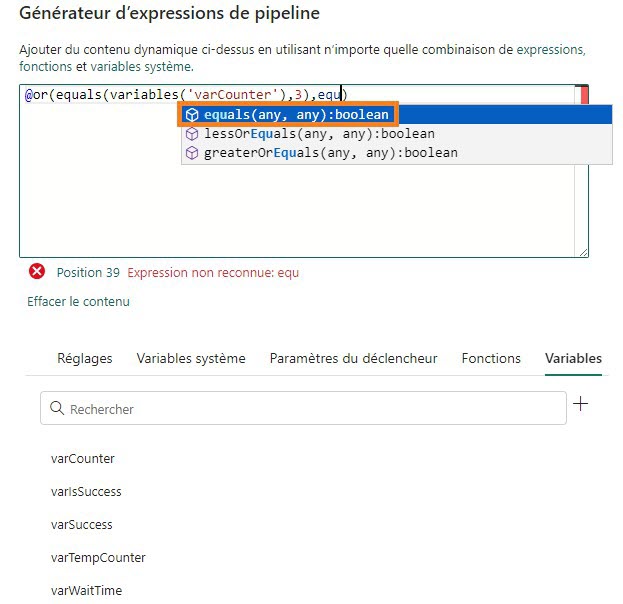 Générateur d’expressions de pipeline
Ajouter du contenu dynamique ci-dessus en utilisant n’importe quelle combinaison de expressions,
fonctions et variables système.
@or(equals(variables('varCounter'),3),equ)
equals(any, any):boolean
lessOrEquals(any, any):boolean
greaterOrEquals(any, any):boolean
Position 39 Expression non reconnue: equ
Effacer le contenu
Réglages Variables système Paramètres du déclencheur Fonctions Variables
Rechercher
varCounter
varIsSuccess
varSuccess
varTempCounter
varWaitTime